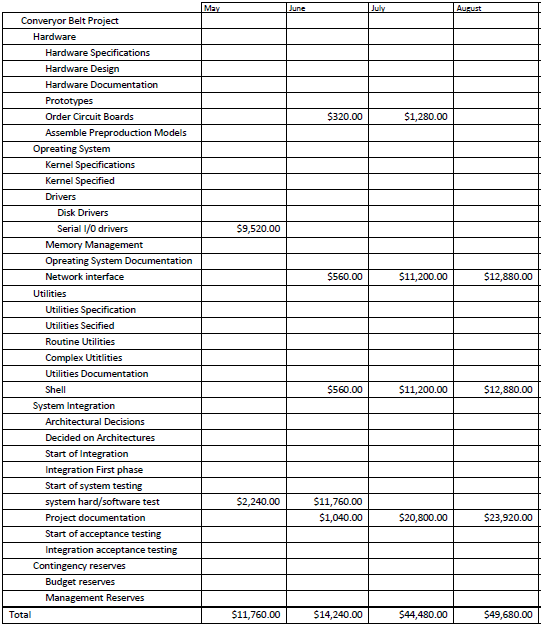 May June July August
Converyor Belt Project
Hardware
Hardware Specifications
Hardware Design
Hardware Documentation
Prototypes
Order Circuit Boards $320.00 $1,280.00
Assemble Preproduction Models
Opreating System
Kernel Specifications
Kernel Specified
Drivers
Disk Drivers
Serial I/0 drivers $9,520.00
Memory Management
Opreating System Documentation
Network interface $560.00 $11,200.00 $12,880.00
Utilities
Utilities Specification
Utilities Secified
Routine Utilities
Complex Utitlities
Utilities Documentation
Shell $560.00 $11,200.00 $12,880.00
System Integration
Architectural Decisions
Decided on Architectures
Start of Integration
Integration First phase
Start of system testing
system hard/software test $2,240.00 $11,760.00
Project documentation $1,040.00 $20,800.00 $23,920.00
Start of acceptance testing
Integration acceptance testing
Contingency reserves
Budget reserves
Management Reserves
Total $11,760.00 $14,240.00 $44,480.00 $49,680.00